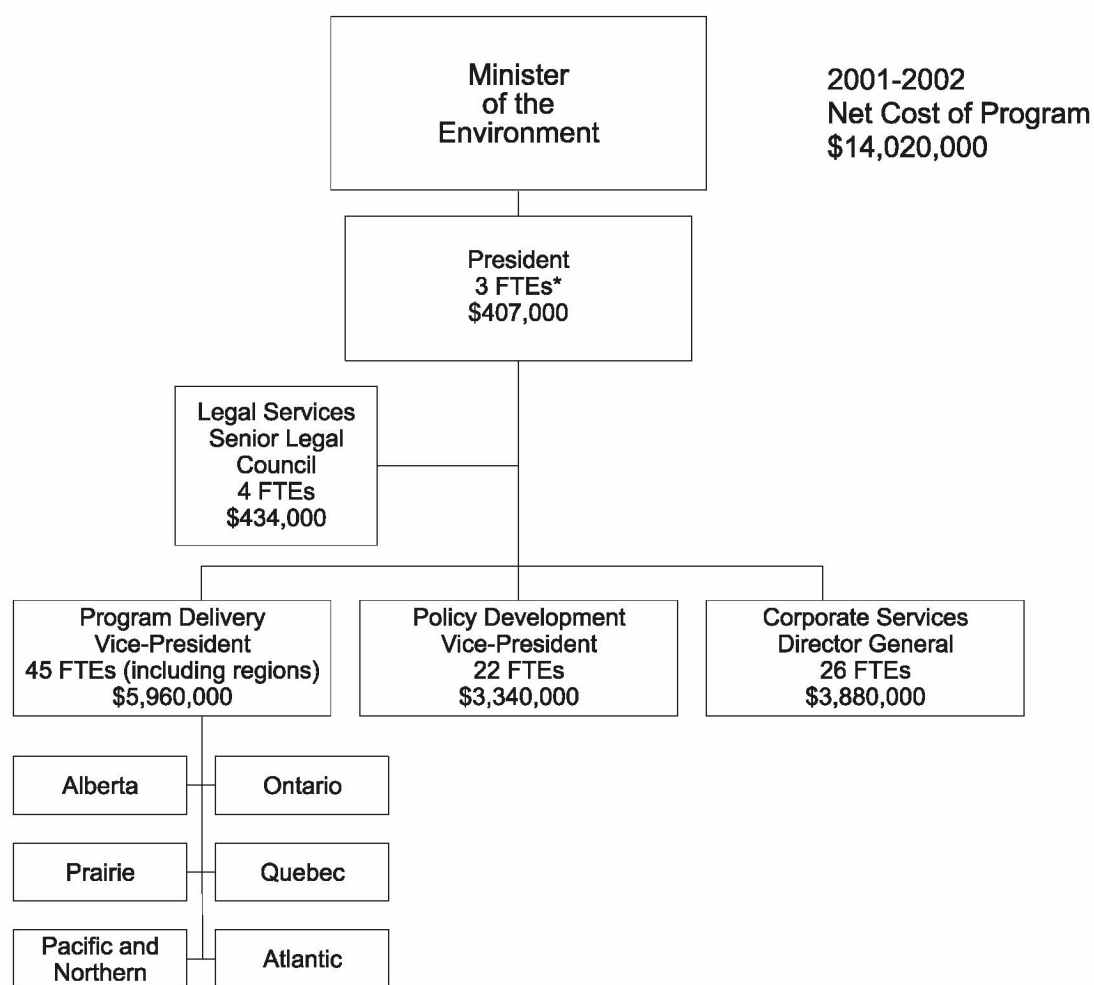 Minister
of the
Environment
2001-2002
Net Cost of Program
$14,020,000
President
3 FTEs*
$407,000
Legal Services
Senior Legal
Council
4 FTEs
$434,000
Program Delivery
Vice-President
45 FTEs (including regions)
$5,960,000
Policy Development
Vice-President
22 FTEs
$3,340,000
Corporate Services
Director General
26 FTEs
$3,880,000
Alberta
Ontario
Prairie
Quebec
Pacific and
Northern
Atlantic